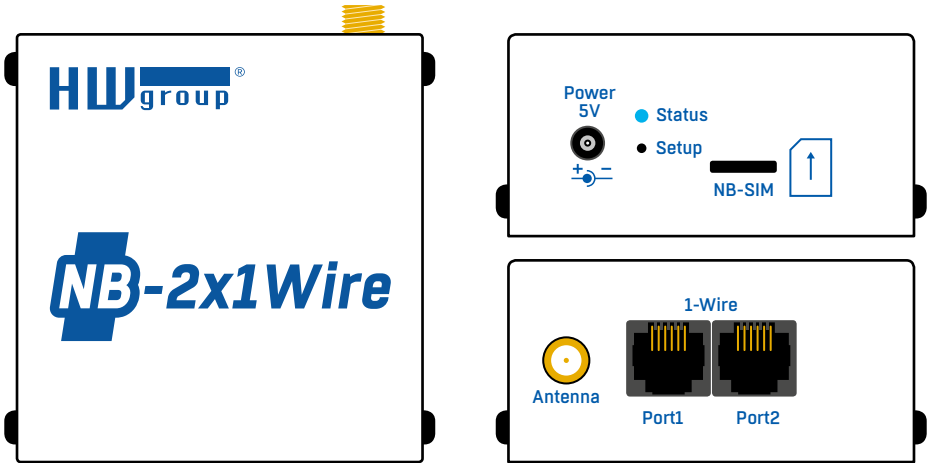 HW group ®
NB-2x1Wire
Power
5V
Status
Setup
+ −
NB-SIM
1-Wire
Antenna
Port1
Port2